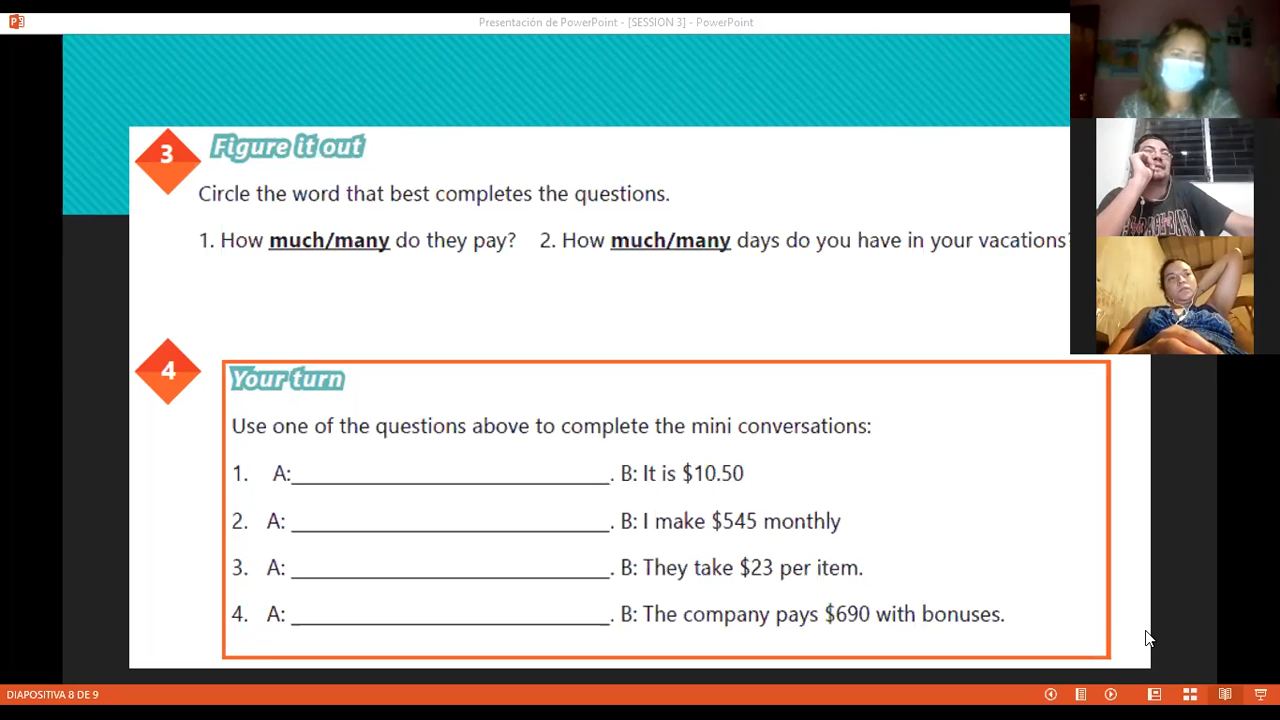 Presentación de PowerPoint - [SESSION 3] - PowerPoint
3
Figure it out
Circle the word that best completes the questions.
1. How much/many do they pay? 2. How much/many days do you have in your vacations?
4
Your turn
Use one of the questions above to complete the mini conversations:
1. A:______________________________. B: It is $10.50
2. A: ______________________________. B: I make $545 monthly
3. A: ______________________________. B: They take $23 per item.
4. A: ______________________________. B: The company pays $690 with bonuses.
DIAPOSITIVA 8 DE 9